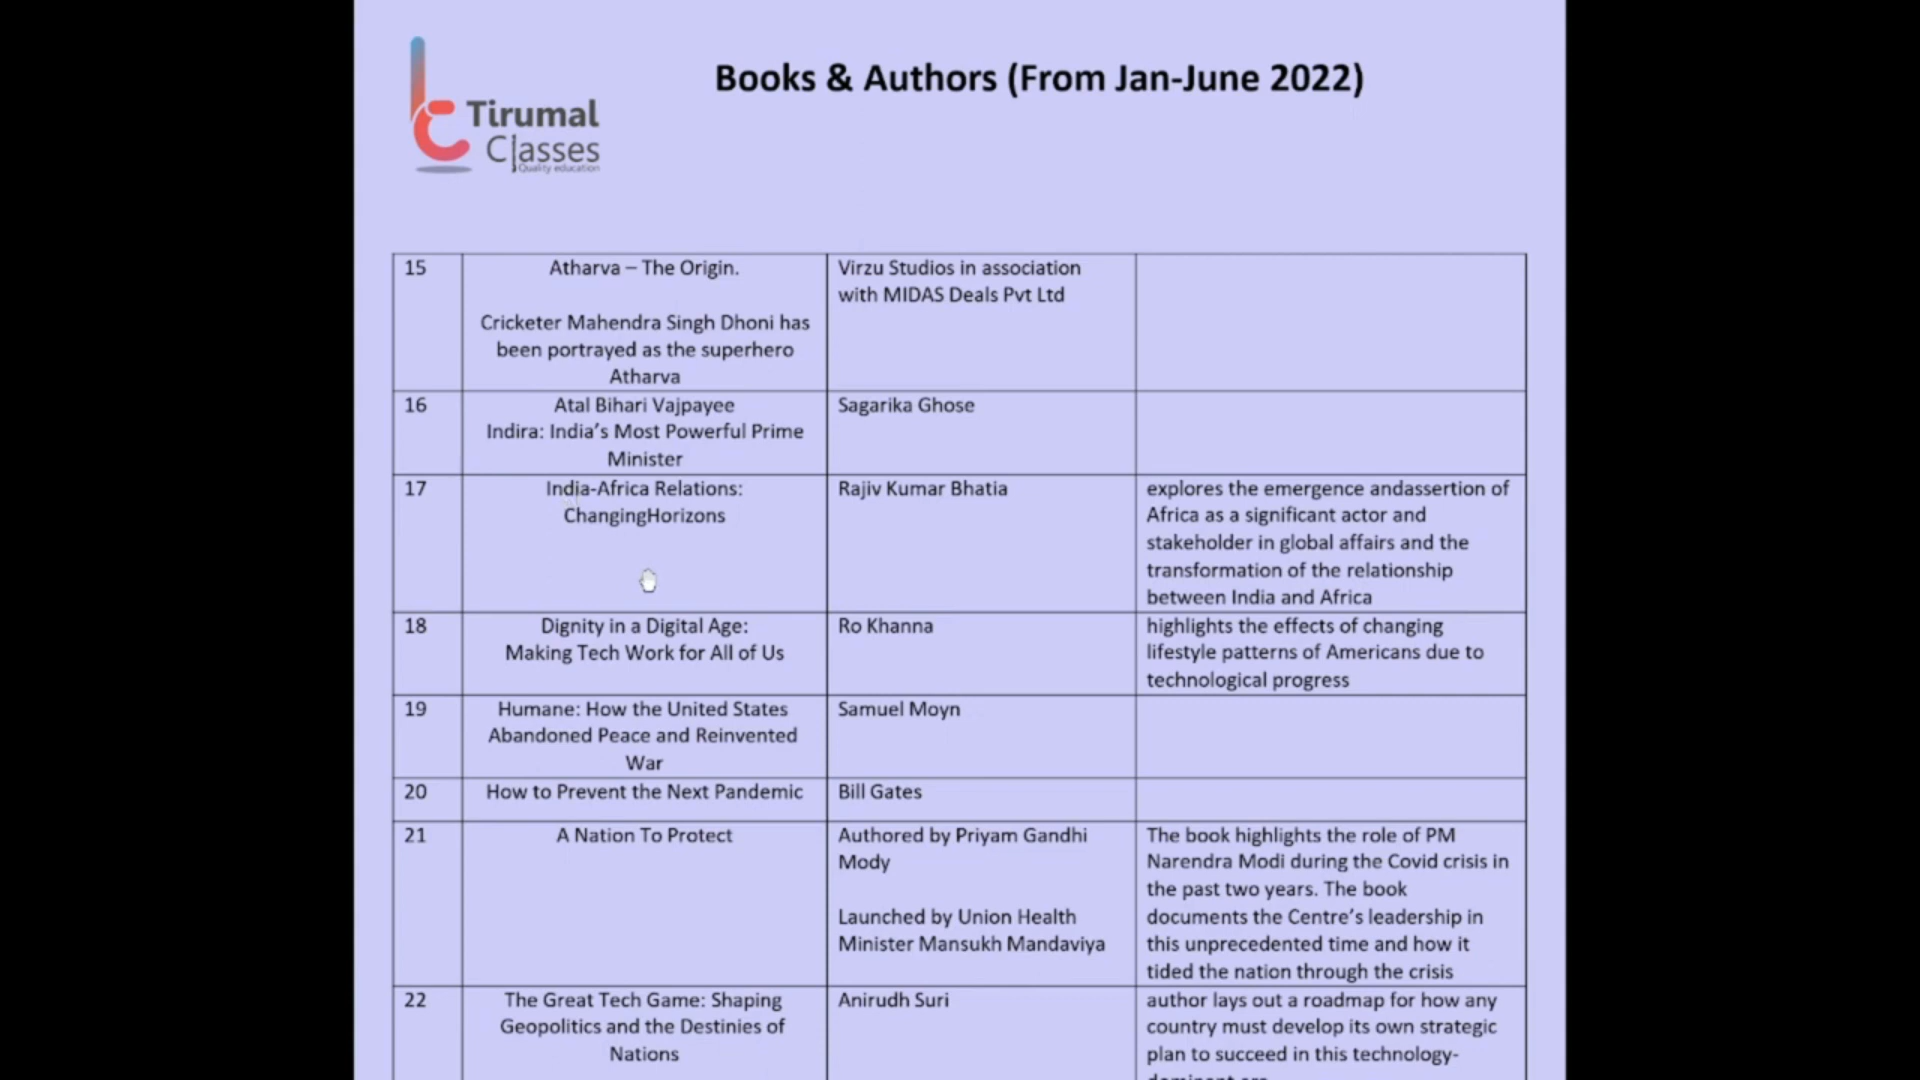 Books & Authors (From Jan-June 2022)
Tirumal
Classes
Quality education
15
Atharva – The Origin.
Cricketer Mahendra Singh Dhoni has
been portrayed as the superhero
Atharva
Virzu Studios in association
with MIDAS Deals Pvt Ltd
16
Atal Bihari Vajpayee
Indira: India's Most Powerful Prime
Minister
Sagarika Ghose
17
India-Africa Relations:
ChangingHorizons
Rajiv Kumar Bhatia
explores the emergence andassertion of
Africa as a significant actor and
stakeholder in global affairs and the
transformation of the relationship
between India and Africa
18
Dignity in a Digital Age:
Making Tech Work for All of Us
Ro Khanna
highlights the effects of changing
lifestyle patterns of Americans due to
technological progress
19
Humane: How the United States
Abandoned Peace and Reinvented
War
Samuel Moyn
20
How to Prevent the Next Pandemic
Bill Gates
21
A Nation To Protect
Authored by Priyam Gandhi
Mody
Launched by Union Health
Minister Mansukh Mandaviya
The book highlights the role of PM
Narendra Modi during the Covid crisis in
the past two years. The book
documents the Centre's leadership in
this unprecedented time and how it
tided the nation through the crisis
22
The Great Tech Game: Shaping
Geopolitics and the Destinies of
Nations
Anirudh Suri
author lays out a roadmap for how any
country must develop its own strategic
plan to succeed in this technology-